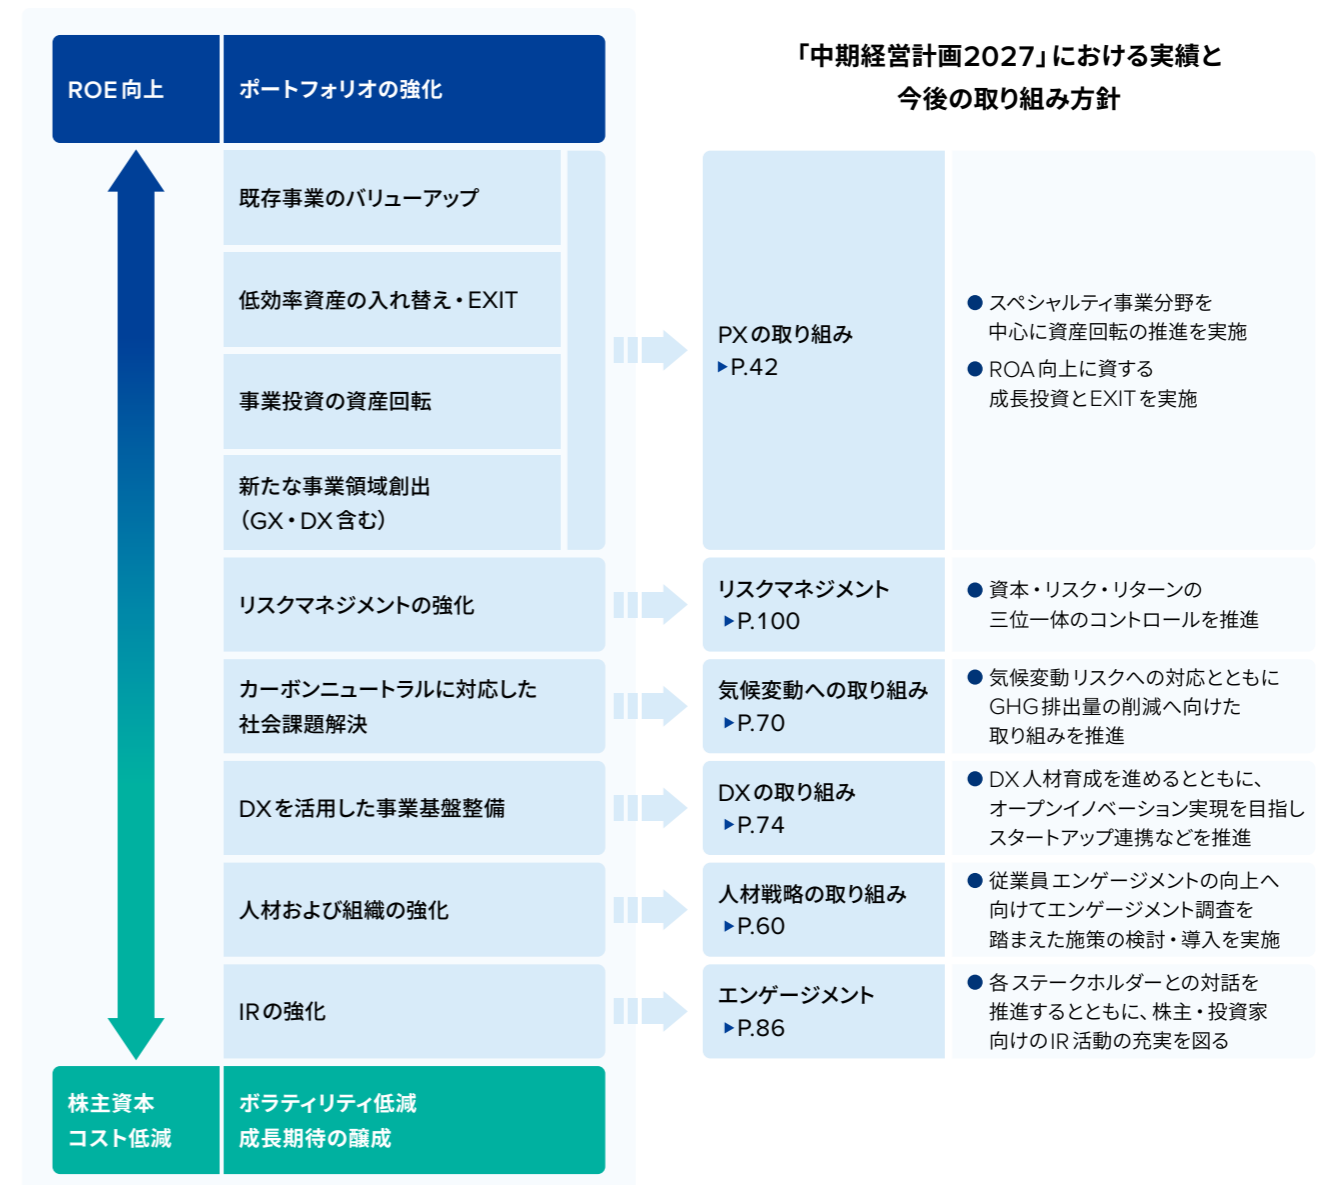 ROE向上
ポートフォリオの強化
「中期経営計画2027」における実績と
今後の取り組み方針
既存事業のバリューアップ
低効率資産の入れ替え・EXIT
事業投資の資産回転
新たな事業領域創出
（GX・DX含む）
PXの取り組み
▶P.42
● スペシャルティ事業分野を
中心に資産回転の推進を実施
● ROA向上に資する
成長投資とEXITを実施
リスクマネジメントの強化
リスクマネジメント
▶P.100
● 資本・リスク・リターンの
三位一体のコントロールを推進
カーボンニュートラルに対応した
社会課題解決
気候変動への取り組み
▶P.70
● 気候変動リスクへの対応とともに
GHG排出量の削減へ向けた
取り組みを推進
DXを活用した事業基盤整備
DXの取り組み
▶P.74
● DX人材育成を進めるとともに、
オープンイノベーション実現を目指し
スタートアップ連携などを推進
人材および組織の強化
人材戦略の取り組み
▶P.60
● 従業員エンゲージメントの向上へ
向けてエンゲージメント調査を
踏まえた施策の検討・導入を実施
IRの強化
エンゲージメント
▶P.86
● 各ステークホルダーとの対話を
推進するとともに、株主・投資家
向けのIR活動の充実を図る
株主資本
コスト低減
ボラティリティ低減
成長期待の醸成